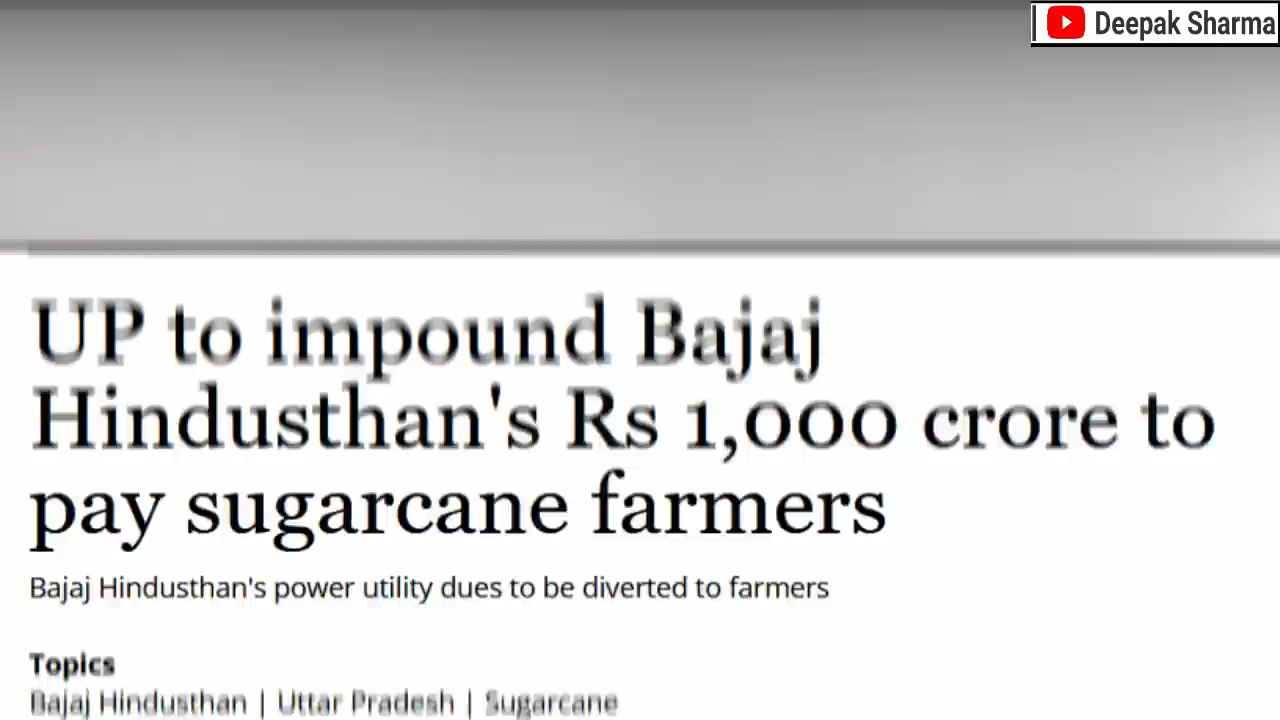 Deepak Sharma
UP to impound Bajaj
Hindusthan's Rs 1,000 crore to
pay sugarcane farmers
Bajaj Hindusthan's power utility dues to be diverted to farmers
Topics
Bajaj Hindusthan | Uttar Pradesh | Sugarcane